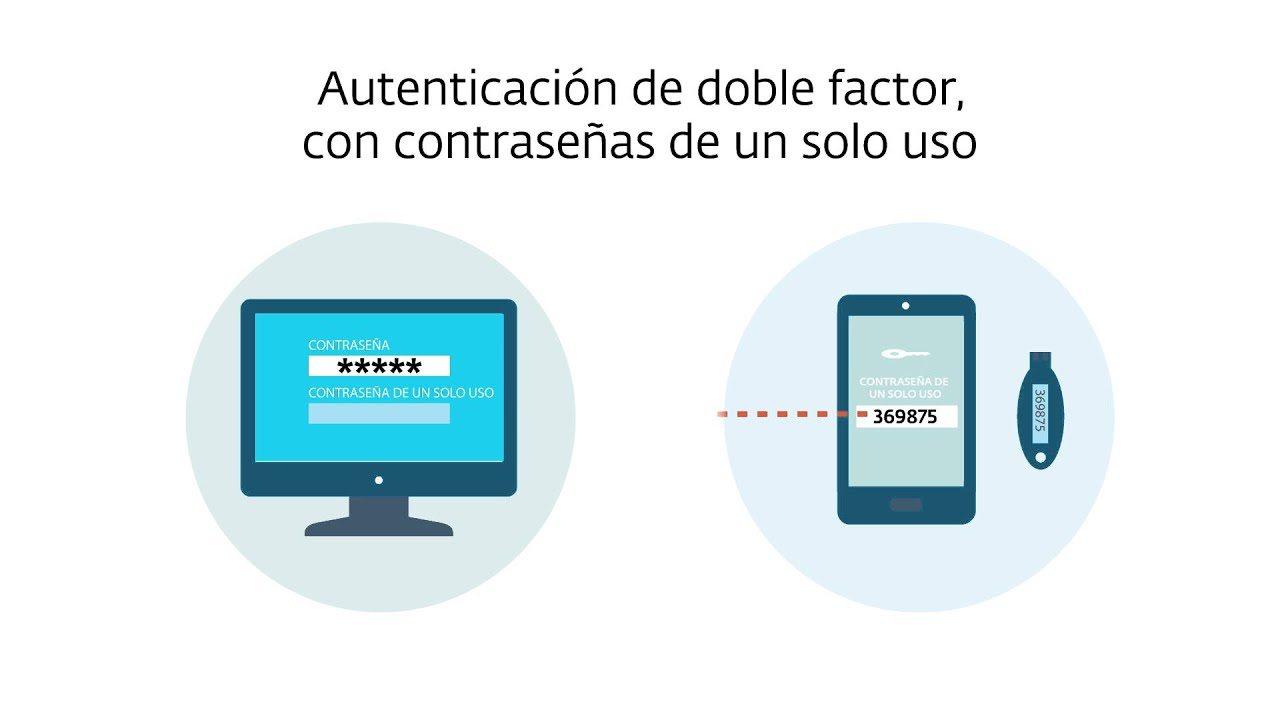 Autenticación de doble factor,
con contraseñas de un solo uso
CONTRASEÑA
*****
CONTRASEÑA DE UN SOLO USO
CONTRASEÑA DE
UN SOLO USO
369875
369875